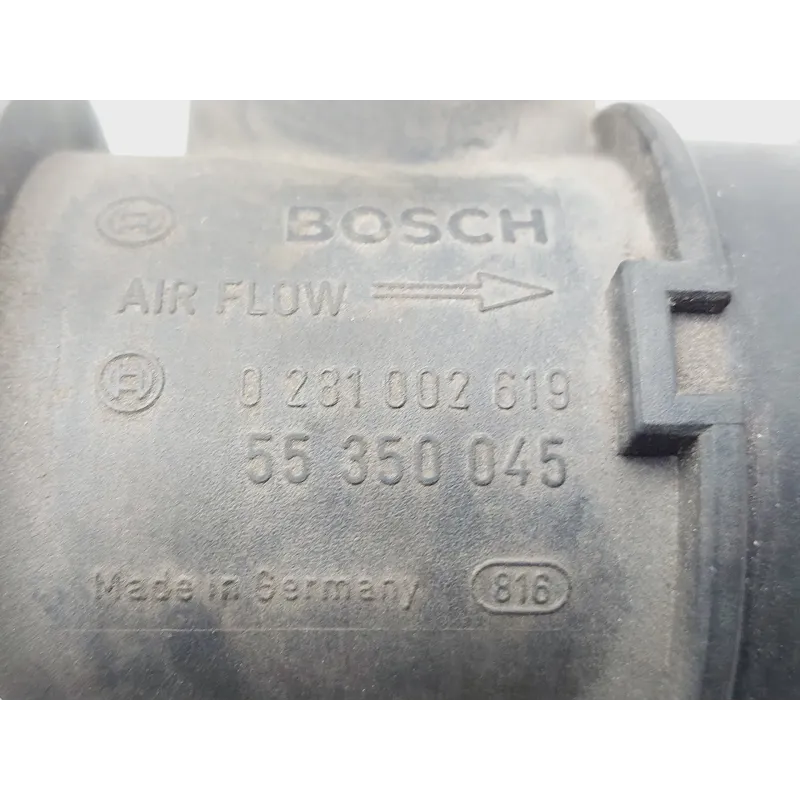 BOSCH
AIR FLOW
0 281 002 619
55 350 045
Made in Germany 816